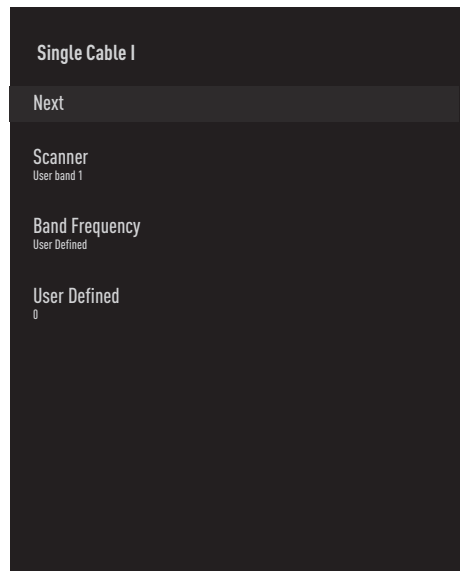 Single Cable I
Next
Scanner
User band 1
Band Frequency
User Defined
User Defined
0